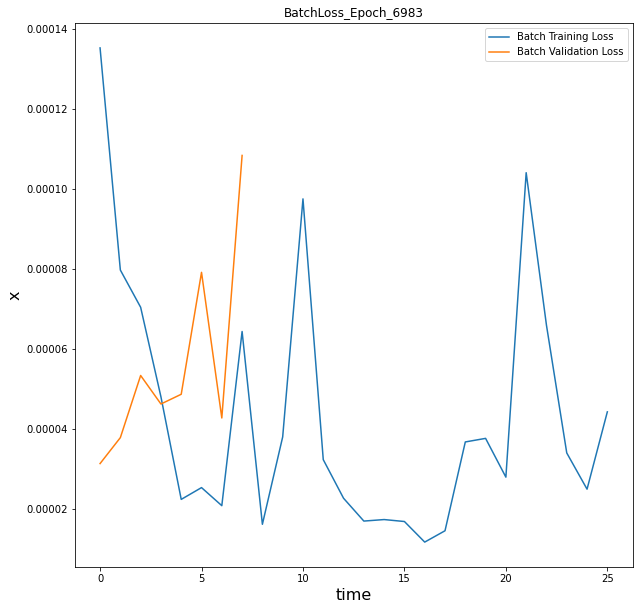 BatchLoss_Epoch_6983
Batch Training Loss
Batch Validation Loss
0.00014
0.00012
0.00010
0.00008
0.00006
0.00004
0.00002
x
0 5 10 15 20 25
time